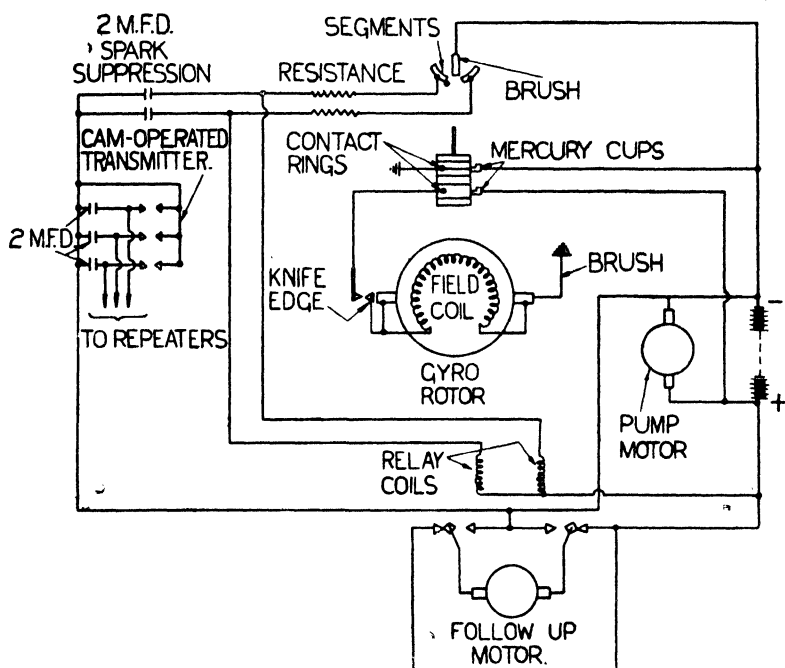 2 M.F.D.
SPARK
SUPPRESSION
SEGMENTS
RESISTANCE
BRUSH
CAM-OPERATED
TRANSMITTER.
CONTACT
RINGS
MERCURY CUPS
2 M.F.D.
KNIFE
EDGE
FIELD
COIL
BRUSH
TO REPEATERS
GYRO
ROTOR
-
+
PUMP
MOTOR
RELAY
COILS
FOLLOW UP
MOTOR.